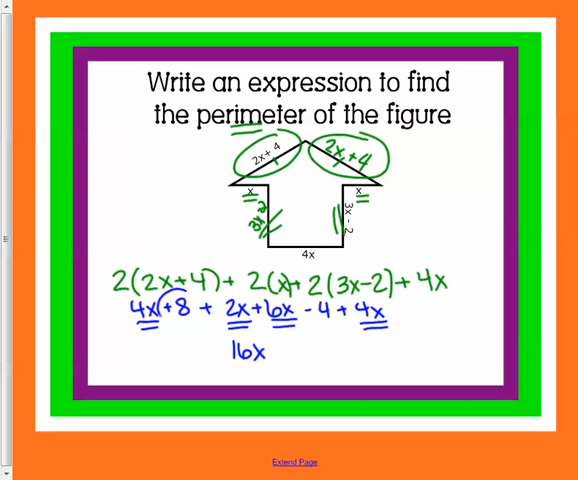 Write an expression to find
the perimeter of the figure
2x + 4
2x + 4
x
x
3x - 2
3x - 2
4x
2(2x+4) + 2(x) + 2(3x-2) + 4x
4x + 8 + 2x + 6x - 4 + 4x
16x
Extend Page